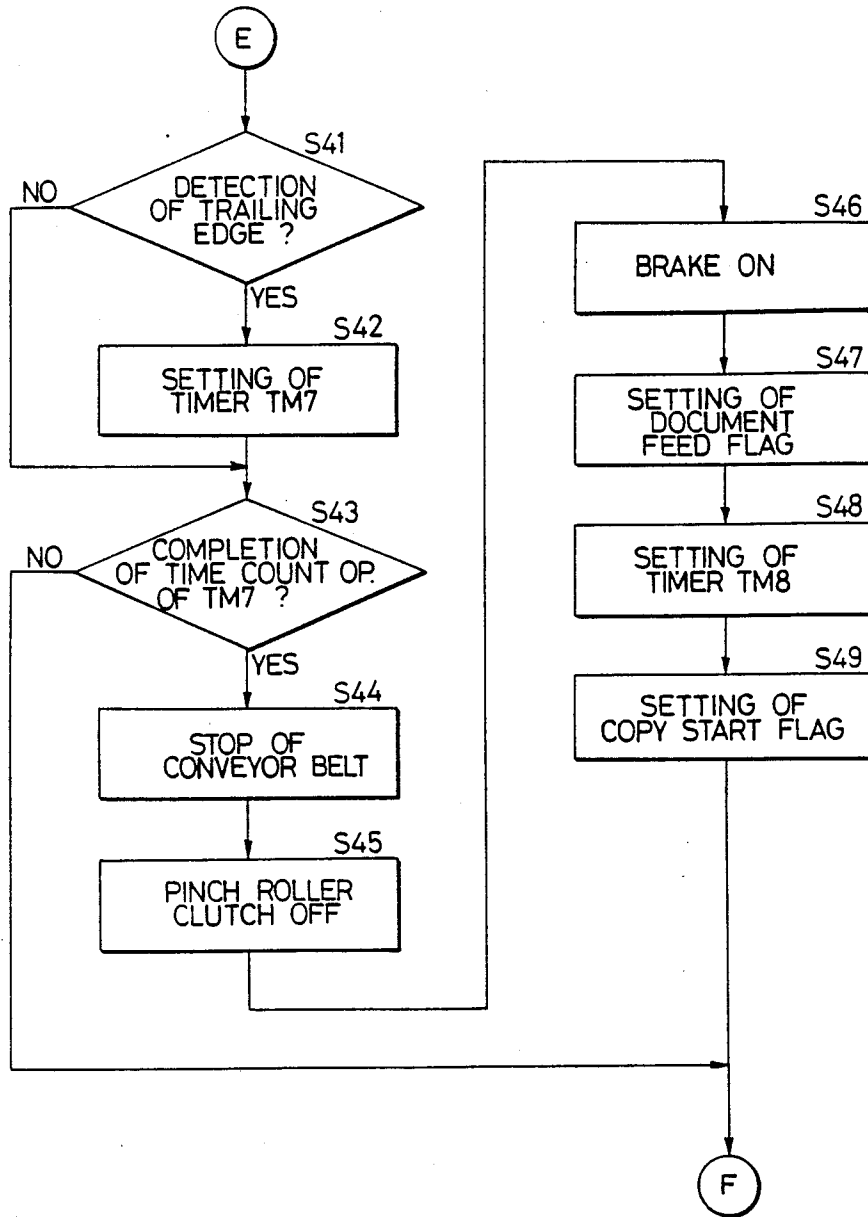 E
S41
NO
DETECTION
OF TRAILING
EDGE ?
YES
S42
SETTING OF
TIMER TM7
S43
NO
COMPLETION
OF TIME COUNT OP.
OF TM7 ?
YES
S44
STOP OF
CONVEYOR BELT
S45
PINCH ROLLER
CLUTCH OFF
S46
BRAKE ON
S47
SETTING OF
DOCUMENT
FEED FLAG
S48
SETTING OF
TIMER TM8
S49
SETTING OF
COPY START FLAG
F